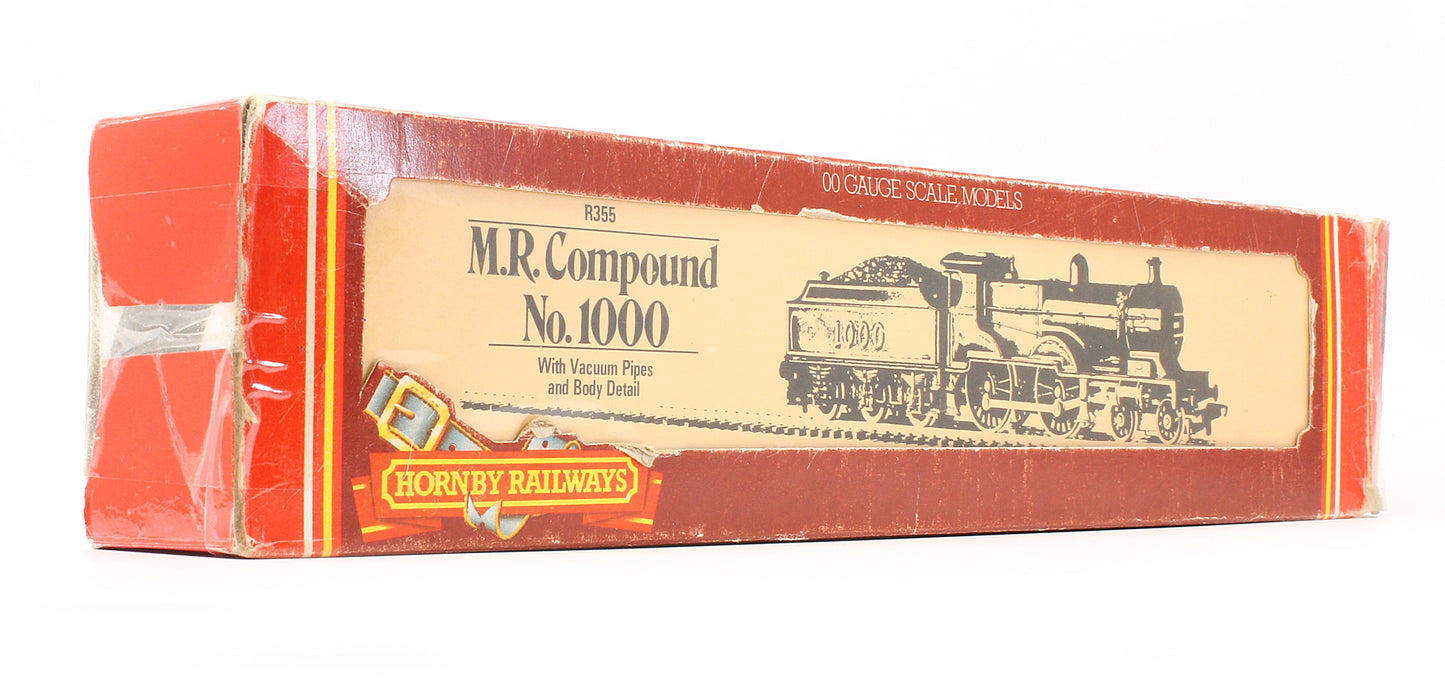 00 GAUGE SCALE MODELS
R355
M.R. Compound
No. 1000
With Vacuum Pipes
and Body Detail
1000
HORNBY RAILWAYS